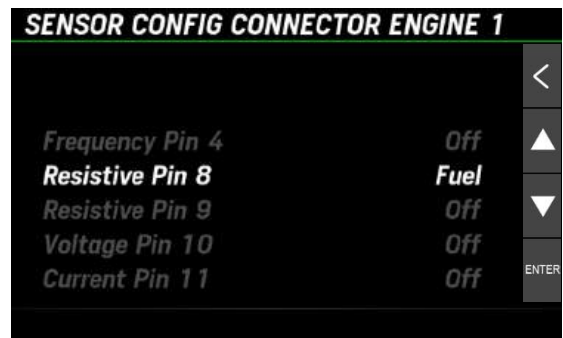 SENSOR CONFIG CONNECTOR ENGINE 1
Frequency Pin 4 Off
Resistive Pin 8 Fuel
Resistive Pin 9 Off
Voltage Pin 10 Off
Current Pin 11 Off
ENTER